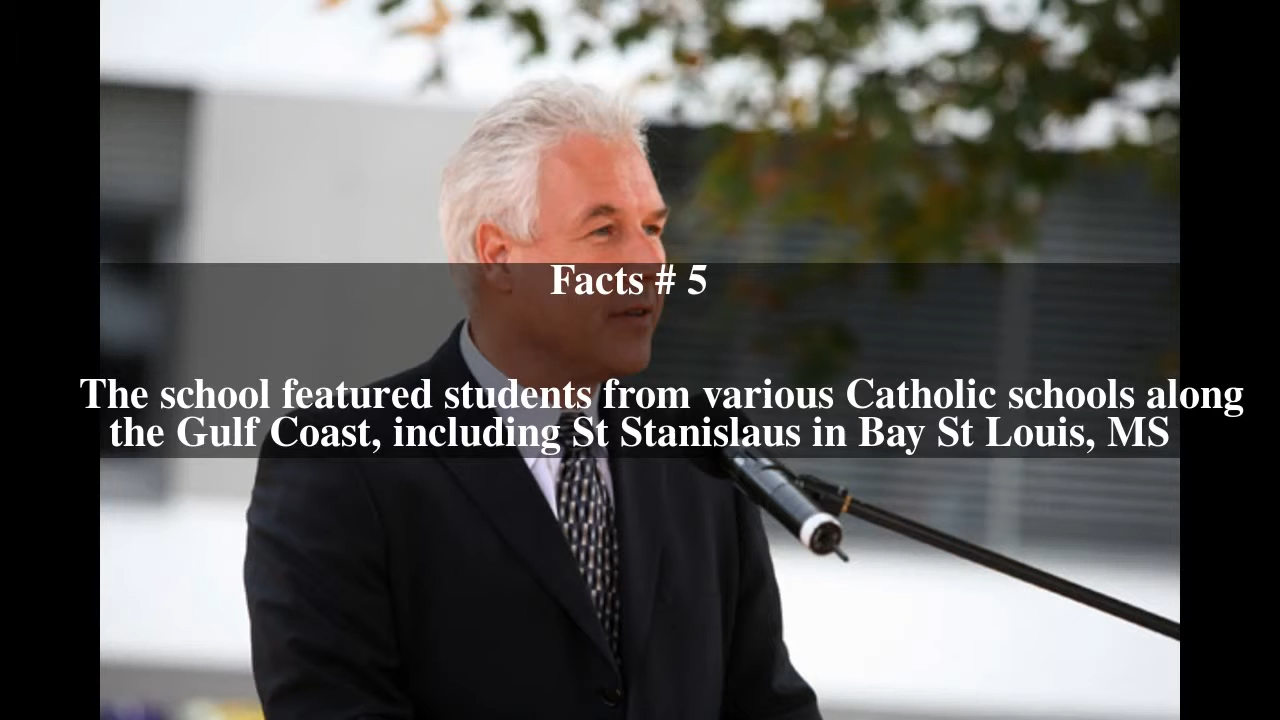 Facts # 5
The school featured students from various Catholic schools along
the Gulf Coast, including St Stanislaus in Bay St Louis, MS